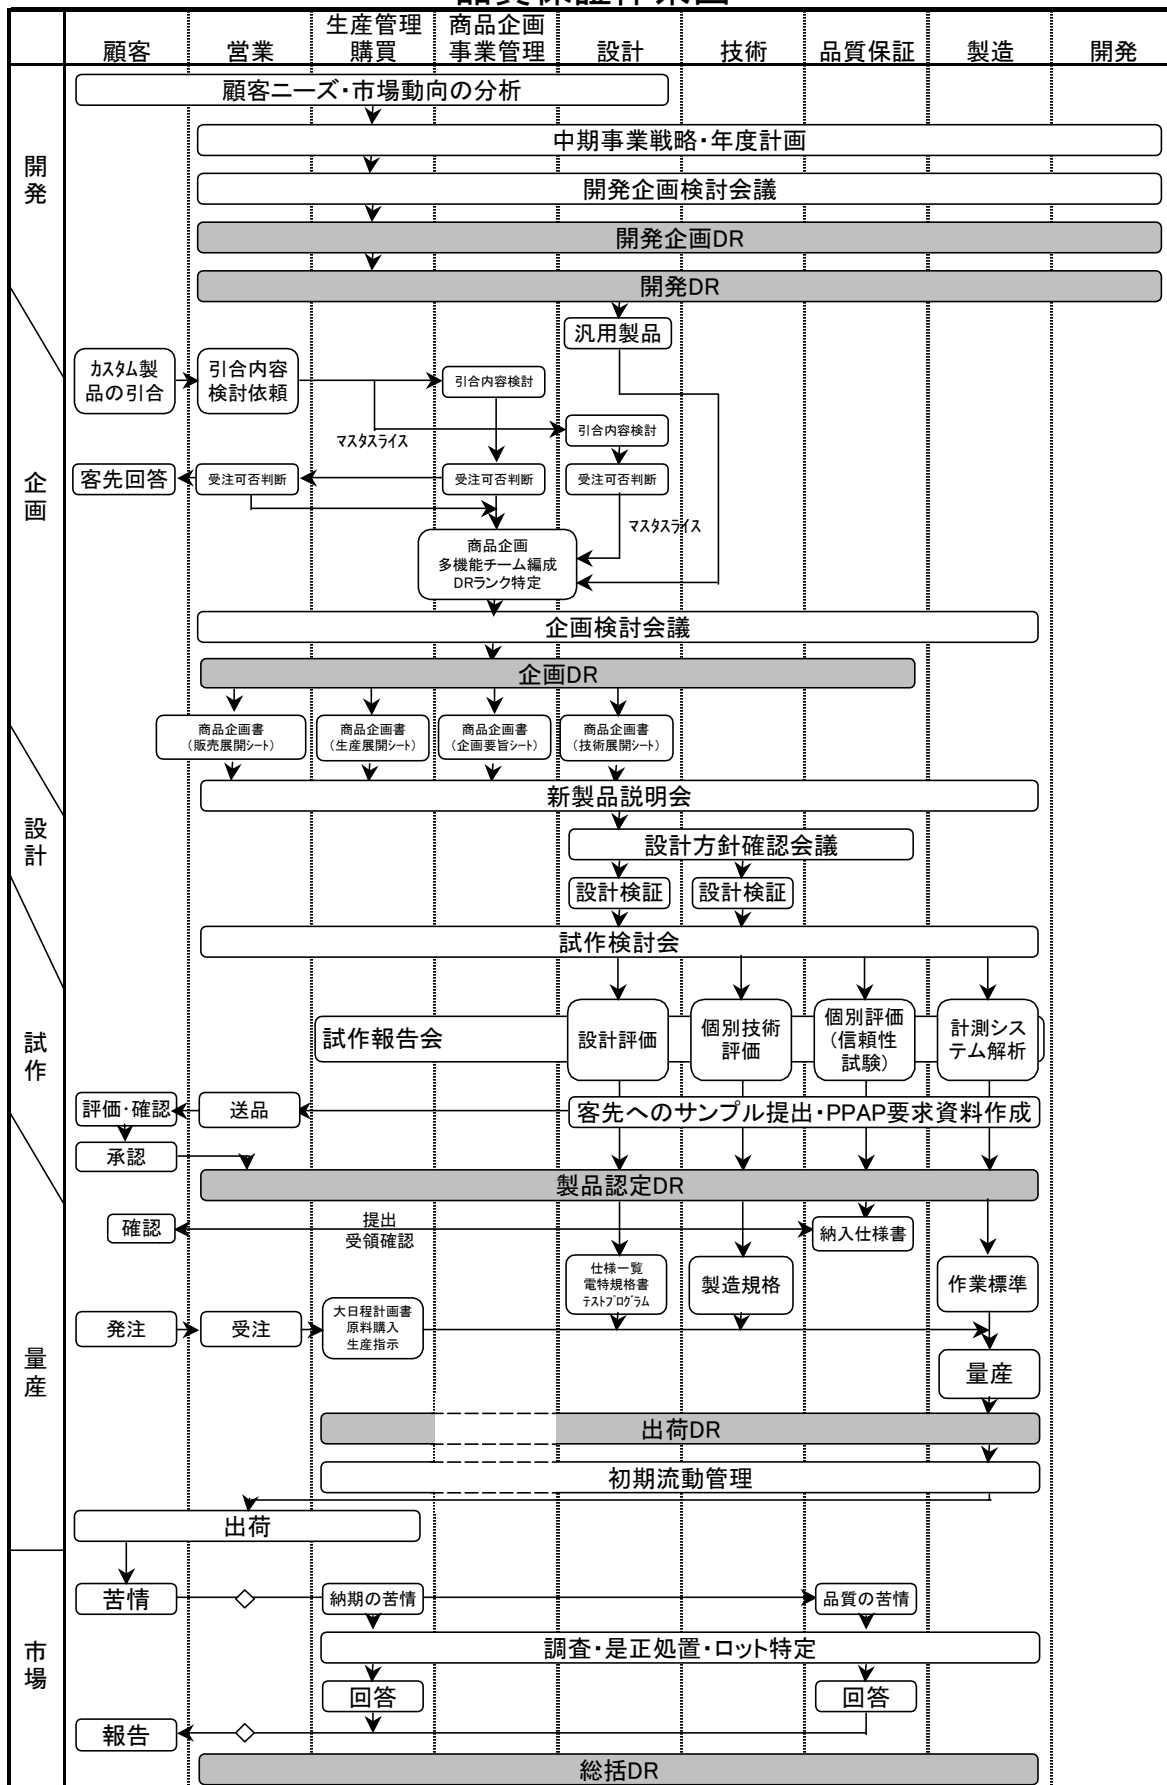 顧客
営業
生産管理
購買
商品企画
事業管理
設計
技術
品質保証
製造
開発
開発
顧客ニーズ・市場動向の分析
中期事業戦略・年度計画
開発企画検討会議
開発企画DR
開発DR
汎用製品
企画
カスタム製
品の引合
引合内容
検討依頼
引合内容検討
マスタスライス
引合内容検討
客先回答
受注可否判断
受注可否判断
受注可否判断
マスタスライス
商品企画
多機能チーム編成
DRランク特定
企画検討会議
企画DR
商品企画書
(販売展開シート)
商品企画書
(生産展開シート)
商品企画書
(企画要旨シート)
商品企画書
(技術展開シート)
新製品説明会
設計
設計方針確認会議
設計検証
設計検証
試作検討会
試作
試作報告会
設計評価
個別技術
評価
個別評価
(信頼性
試験)
計測シス
テム解析
評価・確認
送品
客先へのサンプル提出・PPAP要求資料作成
承認
製品認定DR
確認
提出
受領確認
納入仕様書
仕様一覧
電特規格書
テストプログラム
製造規格
作業標準
量産
発注
受注
大日程計画書
原料購入
生産指示
量産
出荷DR
初期流動管理
出荷
市場
苦情
納期の苦情
品質の苦情
調査・是正処置・ロット特定
回答
回答
報告
総括DR